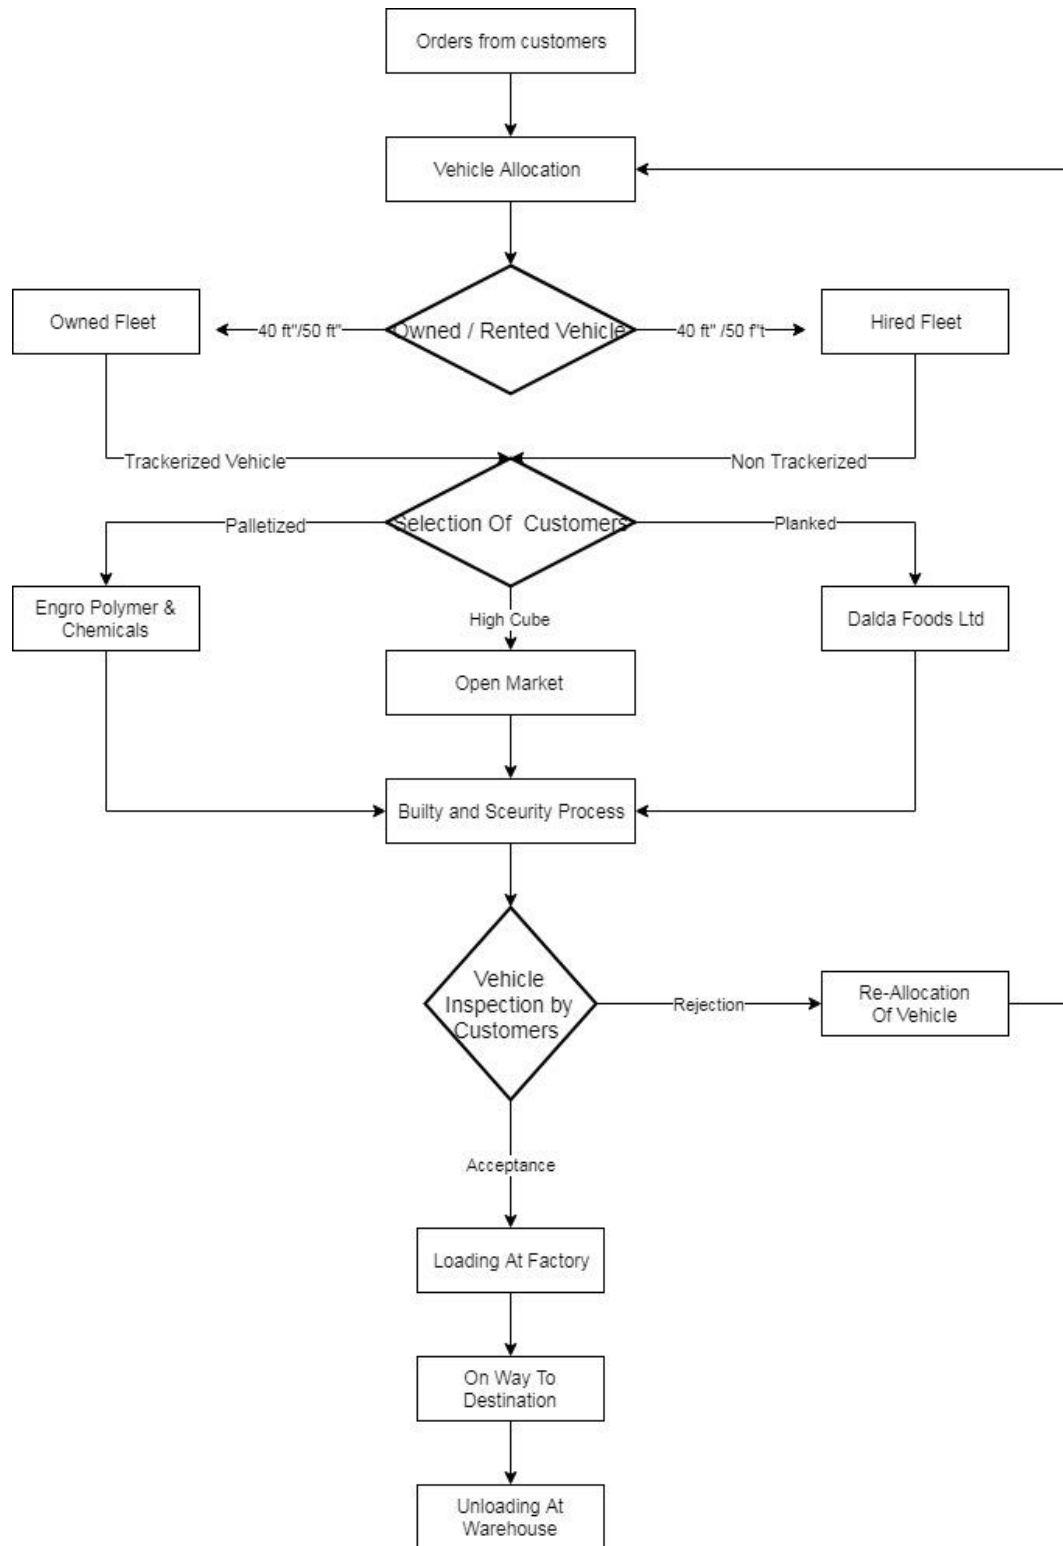 Orders from customers
Vehicle Allocation
Owned Fleet
40 ft"/50 ft"
Owned / Rented Vehicle
40 ft" /50 f"t
Hired Fleet
Trackerized Vehicle
Non Trackerized
Palletized
Selection Of Customers
Planked
Engro Polymer &
Chemicals
High Cube
Dalda Foods Ltd
Open Market
Builty and Sceurity Process
Vehicle
Inspection by
Customers
Rejection
Re-Allocation
Of Vehicle
Acceptance
Loading At Factory
On Way To
Destination
Unloading At
Warehouse